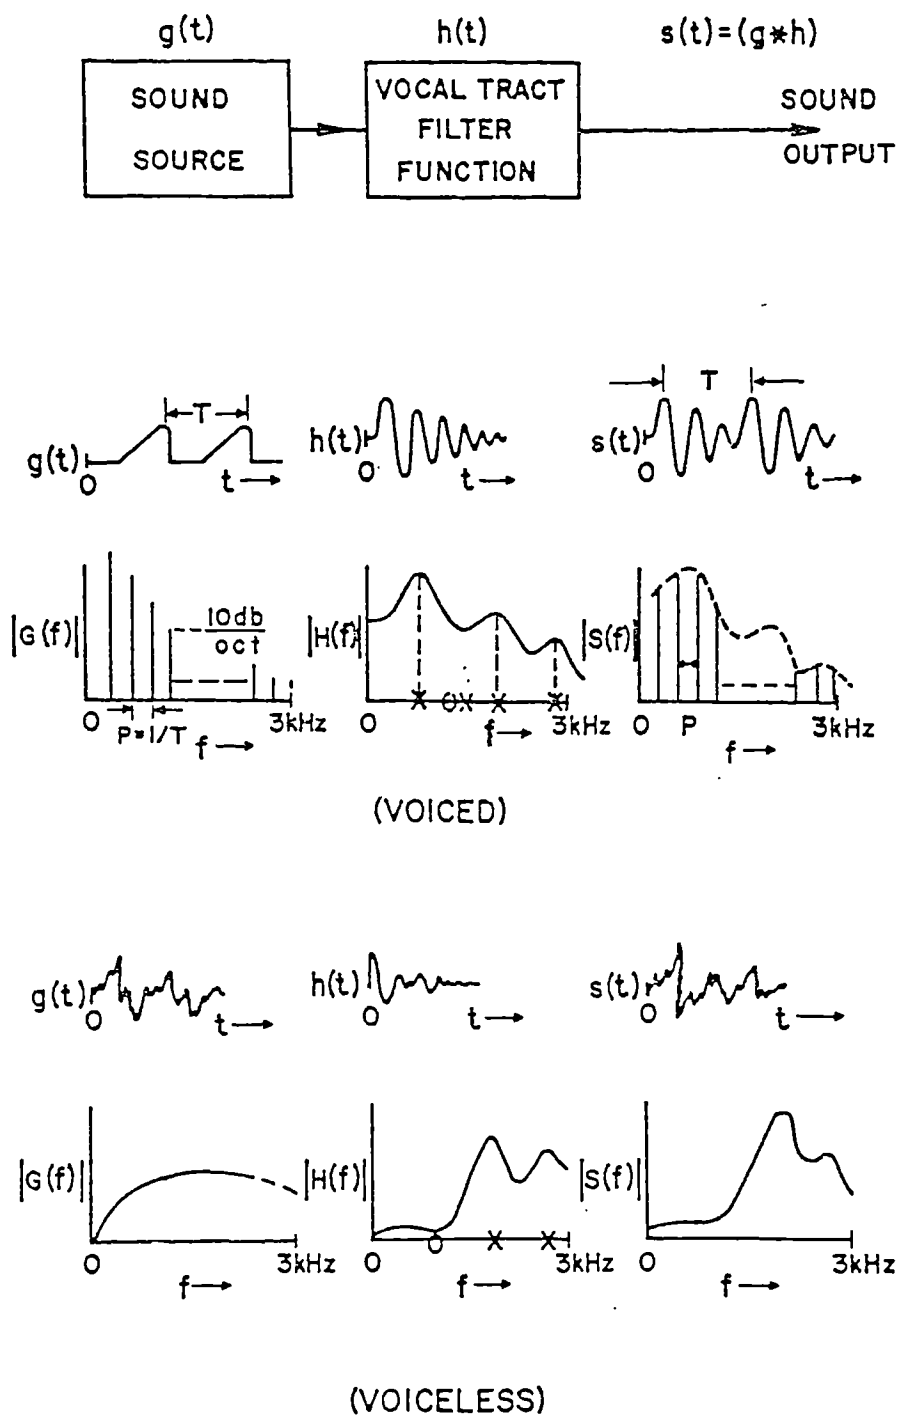 g(t) h(t) s(t)=(g*h)
SOUND SOURCE
VOCAL TRACT FILTER FUNCTION
SOUND OUTPUT
g(t) T
0 t
h(t)
0 t
s(t) T
0 t
|G(f)| 10db/oct
0 3kHz
P=1/T f
|H(f)|
X OX X X
f 3kHz
|S(f)|
0 P 3kHz
f
(VOICED)
g(t)
0 t
h(t)
0 t
s(t)
0 t
|G(f)|
0 3kHz
f
|H(f)|
O X X
0 3kHz
f
|S(f)|
0 3kHz
f
(VOICELESS)